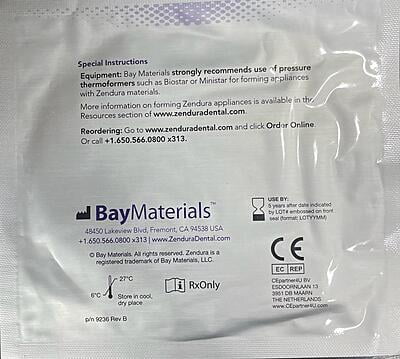 Special Instructions
Equipment: Bay Materials strongly recommends use of pressure
thermoformers such as Biostar or Ministar for forming appliances
with Zendura materials.
More information on forming Zendura appliances is available in the
Resources section of www.zenduradental.com.
Reordering: Go to www.zenduradental.com and click Order Online.
Or call +1.650.566.0800 x313.
BayMaterials™
48450 Lakeview Blvd, Fremont, CA 94538 USA
+1.650.566.0800 x313 | www.ZenduraDental.com
© Bay Materials. All rights reserved. Zendura is a
registered trademark of Bay Materials, LLC.
27°C
6°C
Store in cool,
dry place
RxOnly
p/n 9236 Rev B
USE BY:
5 years after date indicated
by LOT# embossed on front
seal (format: LOTYYMM)
CE
EC REP
CEpartner4U BV
ESDOORNLAAN 13
3951 DB MAARN
THE NETHERLANDS
www.CEpartner4U.com